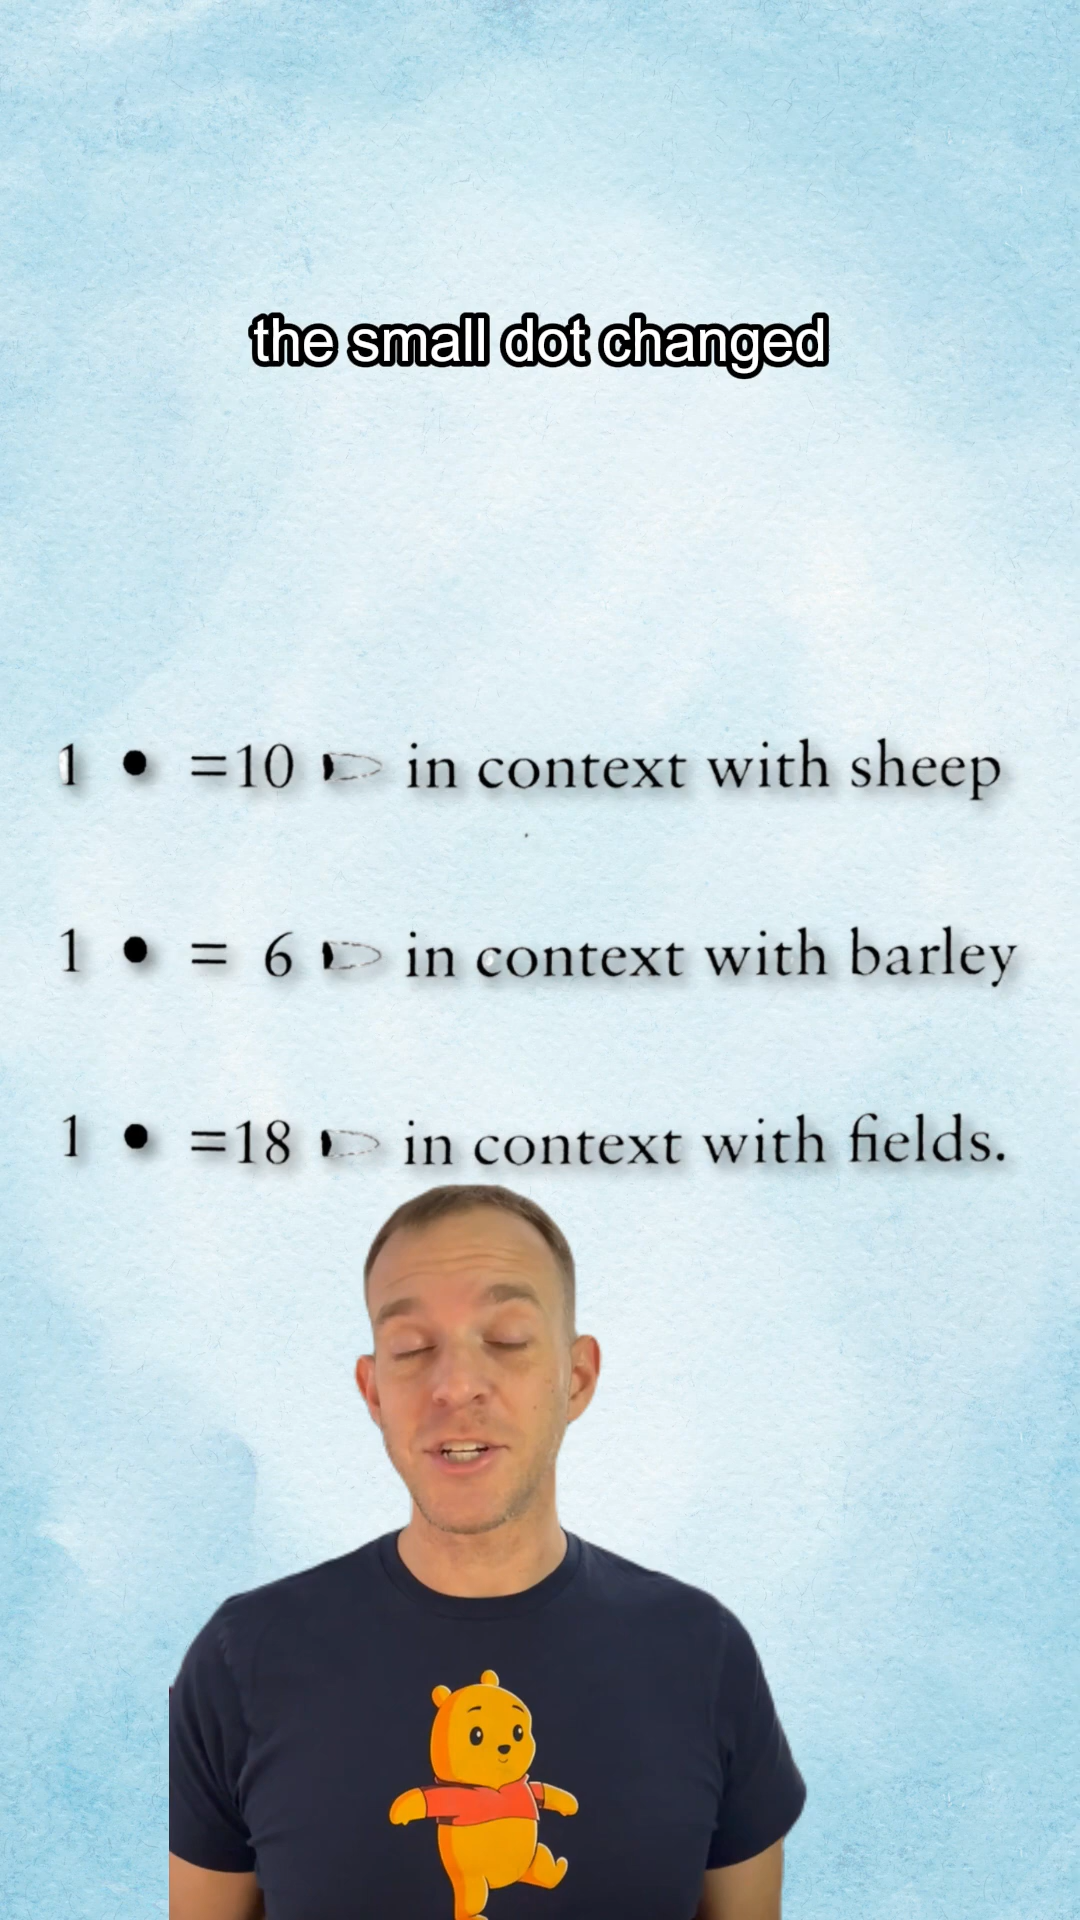 the small dot changed
1 • =10 in context with sheep
1 • = 6 in context with barley
1 • =18 in context with fields.